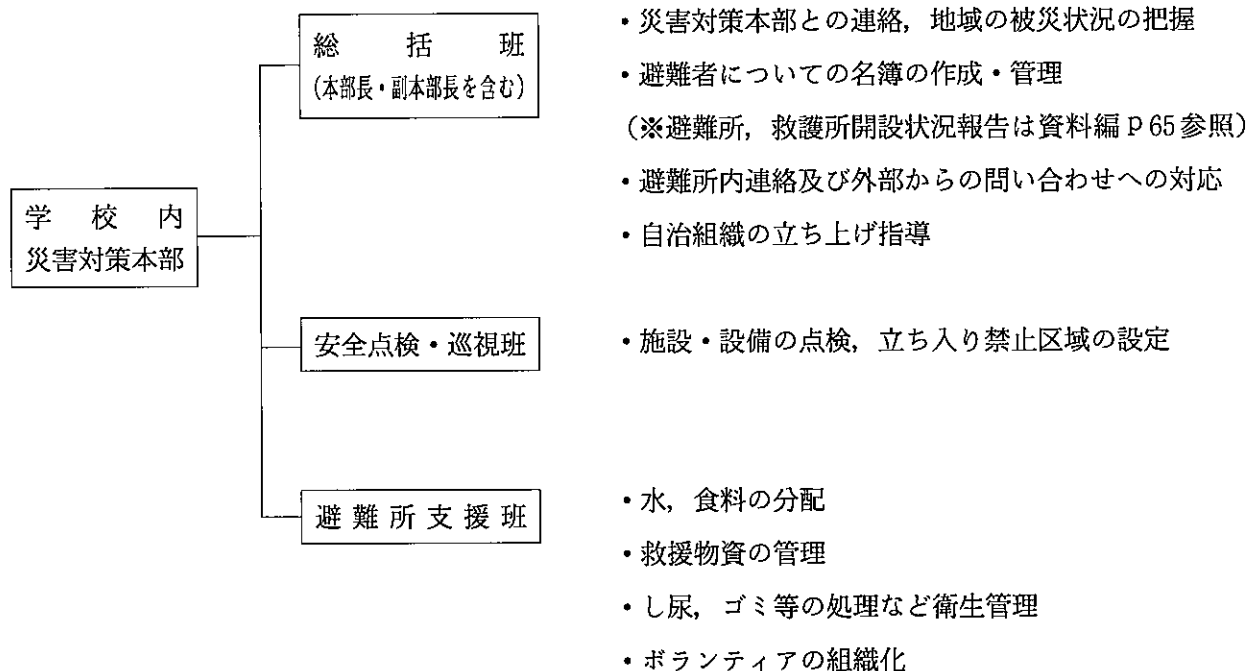 学校内
災害対策本部
総括班
(本部長・副本部長を含む)
・災害対策本部との連絡，地域の被災状況の把握
・避難者についての名簿の作成・管理
(※避難所，救護所開設状況報告は資料編p65参照)
・避難所内連絡及び外部からの問い合わせへの対応
・自治組織の立ち上げ指導
安全点検・巡視班
・施設・設備の点検，立ち入り禁止区域の設定
避難所支援班
・水，食料の分配
・救援物資の管理
・し尿，ゴミ等の処理など衛生管理
・ボランティアの組織化